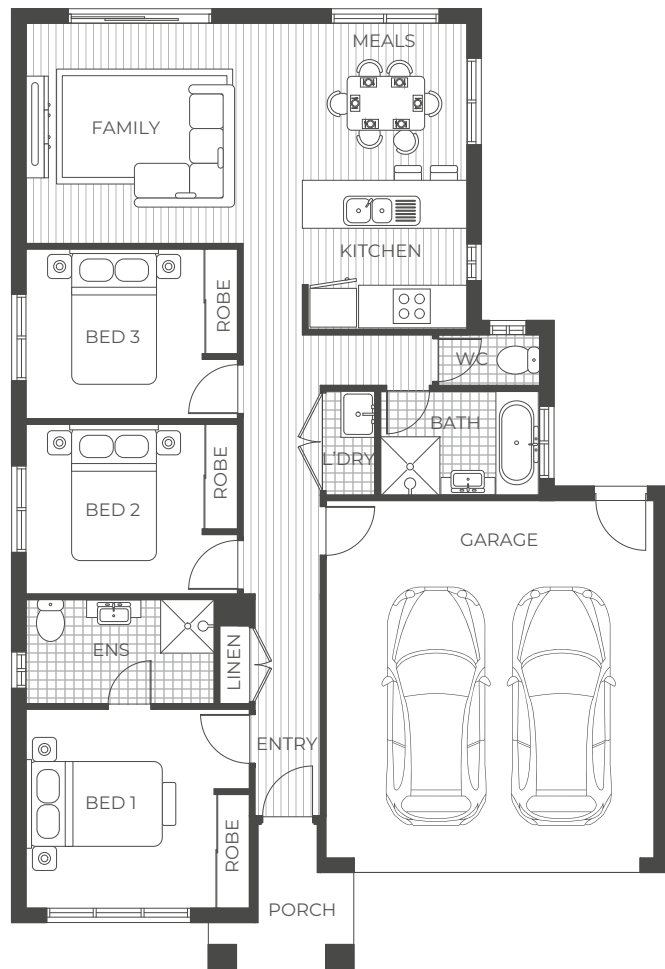 MEALS
FAMILY
KITCHEN
ROBE
BED 3
WC
BATH
L'DRY
ROBE
BED 2
GARAGE
ENS
LINEN
ENTRY
BED 1
ROBE
PORCH